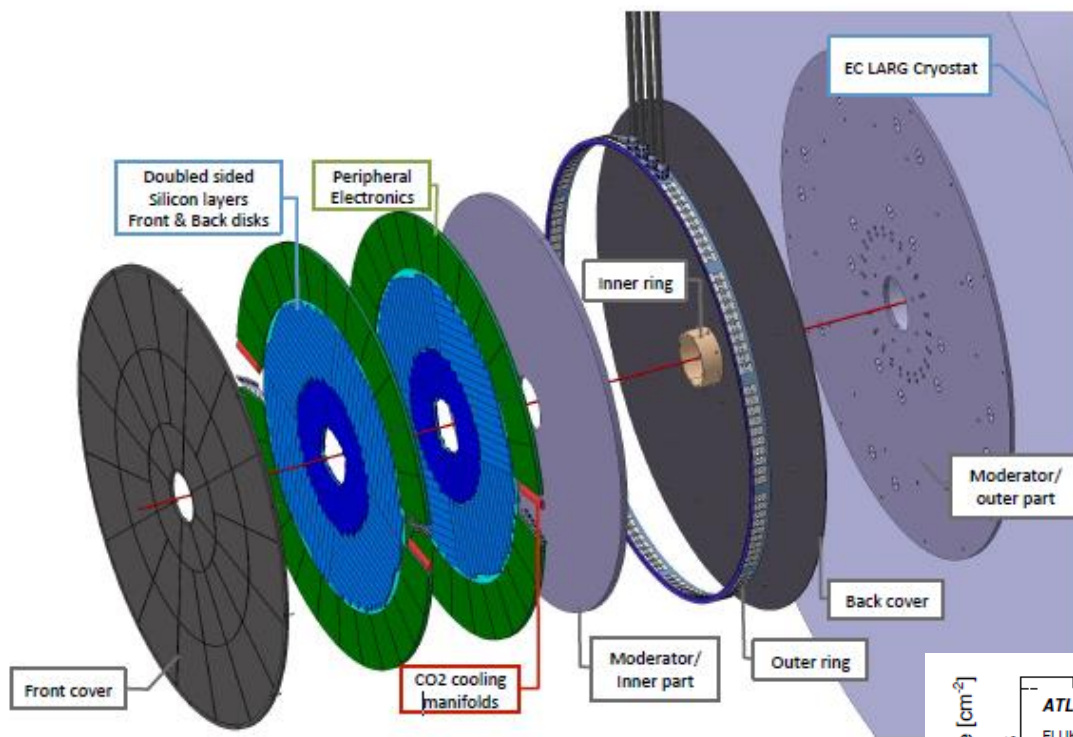 EC LARG Cryostat
Doubled sided
Silicon layers
Front & Back disks
Peripheral
Electronics
Inner ring
Moderator/
outer part
Back cover
Outer ring
Moderator/
Inner part
CO2 cooling
manifolds
Front cover
[cm-2]